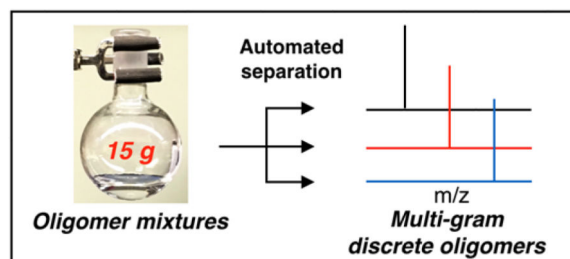 15 g
Oligomer mixtures
Automated
separation
m/z
Multi-gram
discrete oligomers